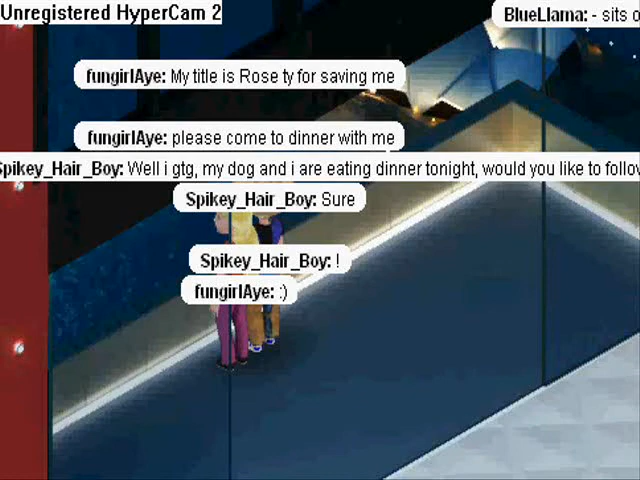 Unregistered HyperCam 2
BlueLlama: - sits o
fungirlAye: My title is Rose ty for saving me
fungirlAye: please come to dinner with me
Spikey_Hair_Boy: Well i gtg, my dog and i are eating dinner tonight, would you like to follow
Spikey_Hair_Boy: Sure
Spikey_Hair_Boy: !
fungirlAye: :)